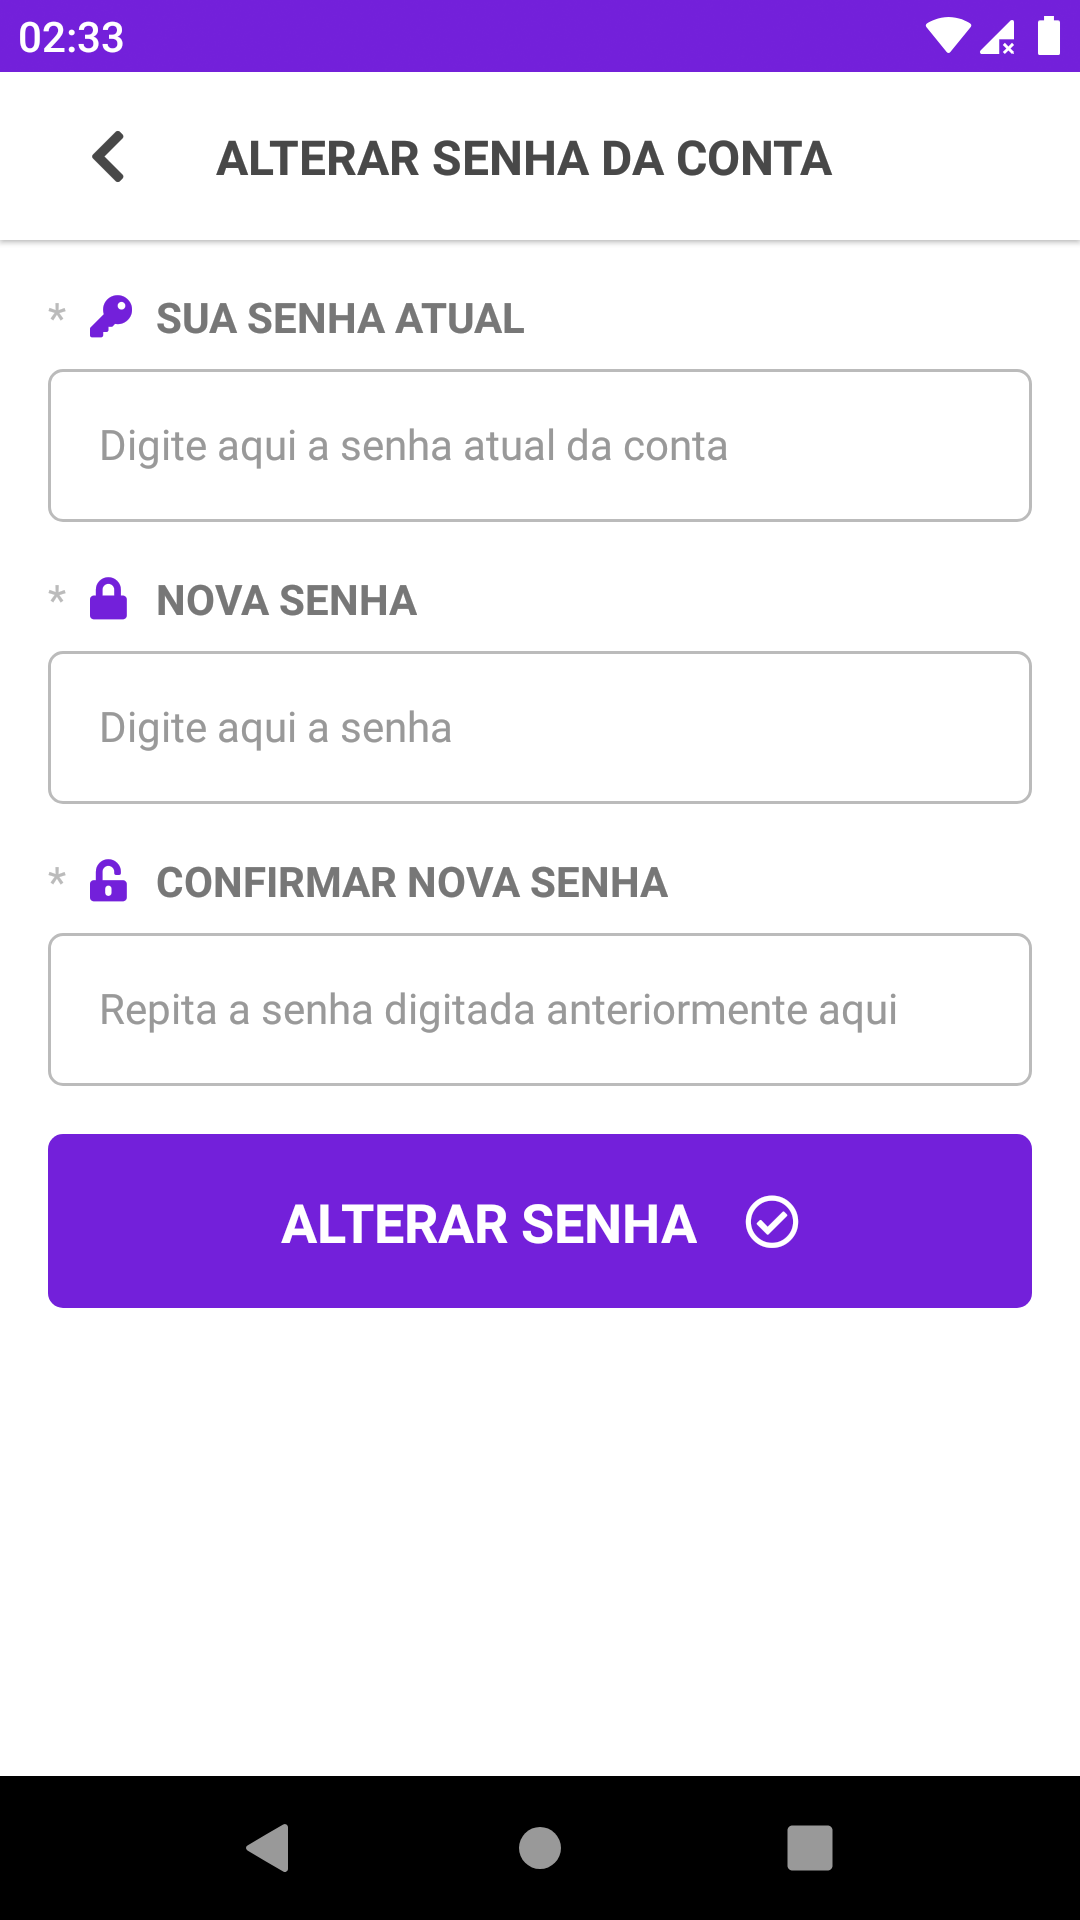 02:33
ALTERAR SENHA DA CONTA
* SUA SENHA ATUAL
Digite aqui a senha atual da conta
* NOVA SENHA
Digite aqui a senha
* CONFIRMAR NOVA SENHA
Repita a senha digitada anteriormente aqui
ALTERAR SENHA